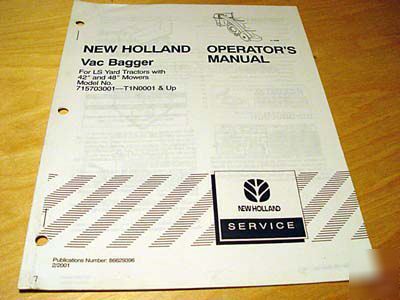 NEW HOLLAND
Vac Bagger
For LS Yard Tractors with
42" and 48" Mowers
Model No.
715703001—T1N0001 & Up
OPERATOR'S
MANUAL
NEW HOLLAND
SERVICE
Publications Number: 86629396
2/2001